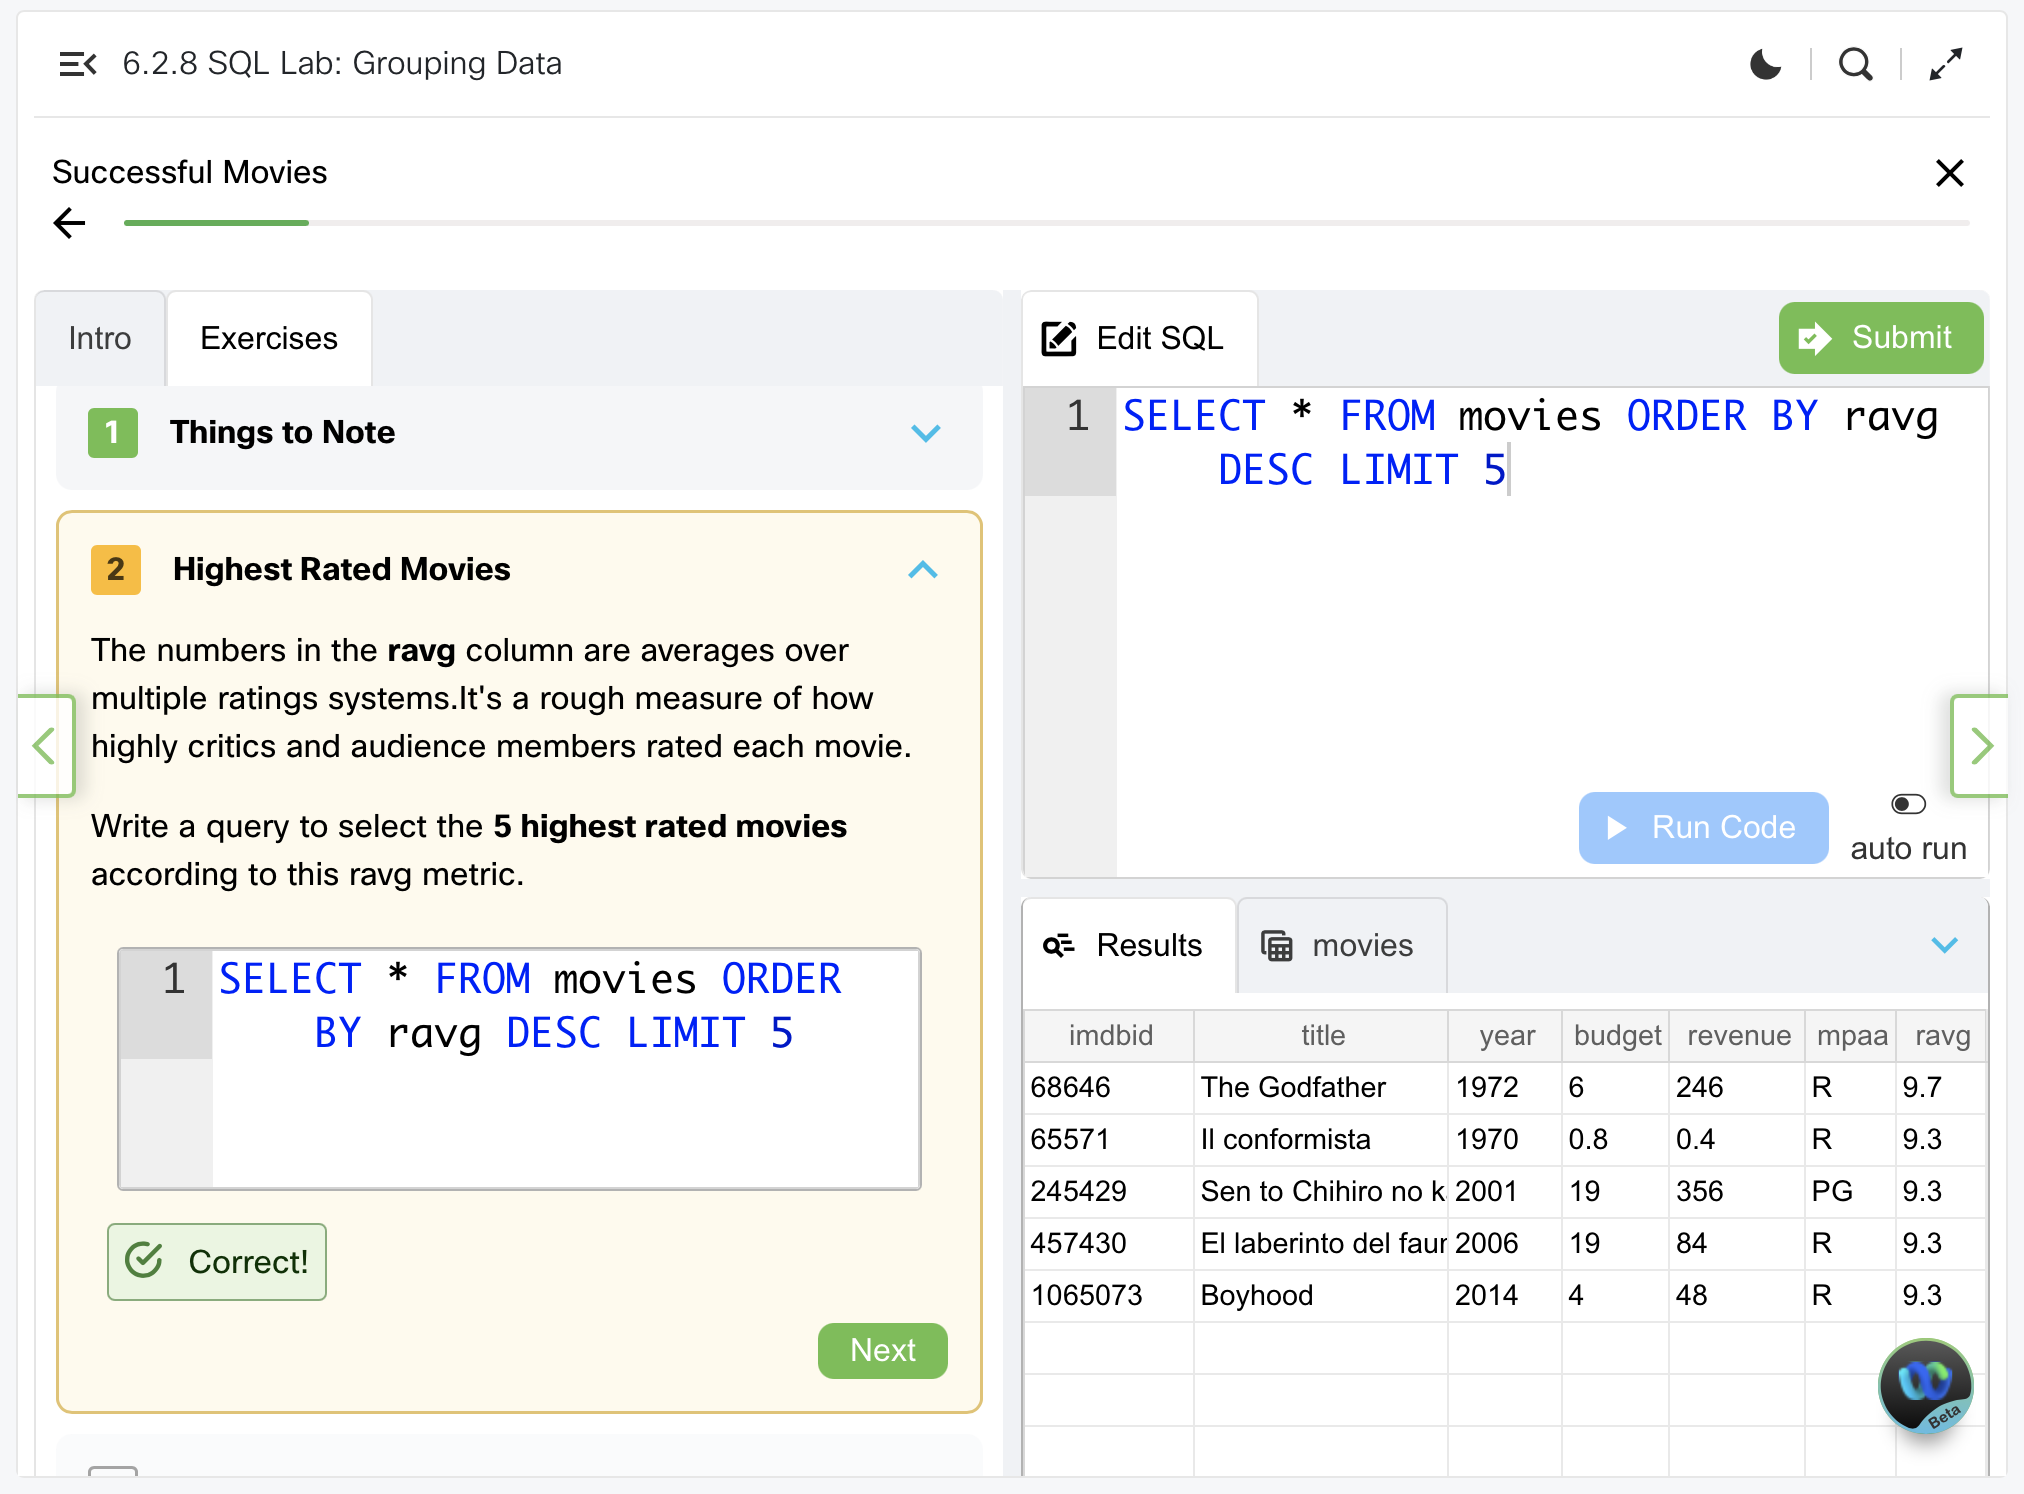 6.2.8 SQL Lab: Grouping Data
Successful Movies
Intro
Exercises
1 Things to Note
2 Highest Rated Movies
The numbers in the ravg column are averages over
multiple ratings systems.It's a rough measure of how
highly critics and audience members rated each movie.
Write a query to select the 5 highest rated movies
according to this ravg metric.
1 SELECT * FROM movies ORDER
BY ravg DESC LIMIT 5
Correct!
Next
Edit SQL
Submit
1 SELECT * FROM movies ORDER BY ravg
DESC LIMIT 5
Run Code
auto run
Results
movies
imdbid title year budget revenue mpaa ravg
68646 The Godfather 1972 6 246 R 9.7
65571 Il conformista 1970 0.8 0.4 R 9.3
245429 Sen to Chihiro no k 2001 19 356 PG 9.3
457430 El laberinto del faun 2006 19 84 R 9.3
1065073 Boyhood 2014 4 48 R 9.3
Beta